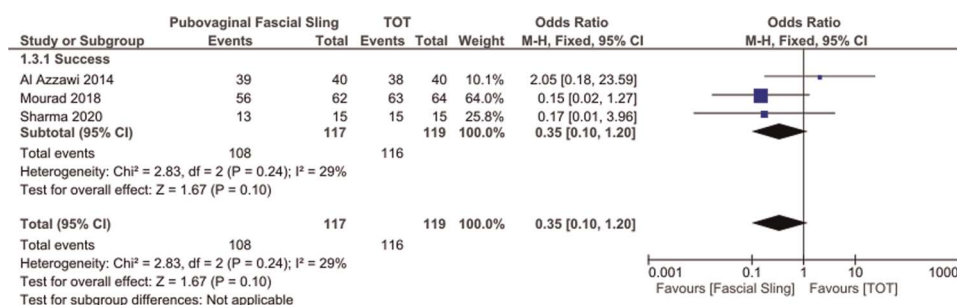 Pubovaginal Fascial Sling TOT Odds Ratio Odds Ratio
Study or Subgroup Events Total Events Total Weight M-H, Fixed, 95% CI M-H, Fixed, 95% CI
1.3.1 Success
Al Azzawi 2014 39 40 38 40 10.1% 2.05 [0.18, 23.59]
Mourad 2018 56 62 63 64 64.0% 0.15 [0.02, 1.27]
Sharma 2020 13 15 15 15 25.8% 0.17 [0.01, 3.96]
Subtotal (95% CI) 117 119 100.0% 0.35 [0.10, 1.20]
Total events 108 116
Heterogeneity: Chi² = 2.83, df = 2 (P = 0.24); I² = 29%
Test for overall effect: Z = 1.67 (P = 0.10)
Total (95% CI) 117 119 100.0% 0.35 [0.10, 1.20]
Total events 108 116
Heterogeneity: Chi² = 2.83, df = 2 (P = 0.24); I² = 29%
Test for overall effect: Z = 1.67 (P = 0.10)
Test for subgroup differences: Not applicable
0.001 0.1 1 10 1000
Favours [Fascial Sling] Favours [TOT]